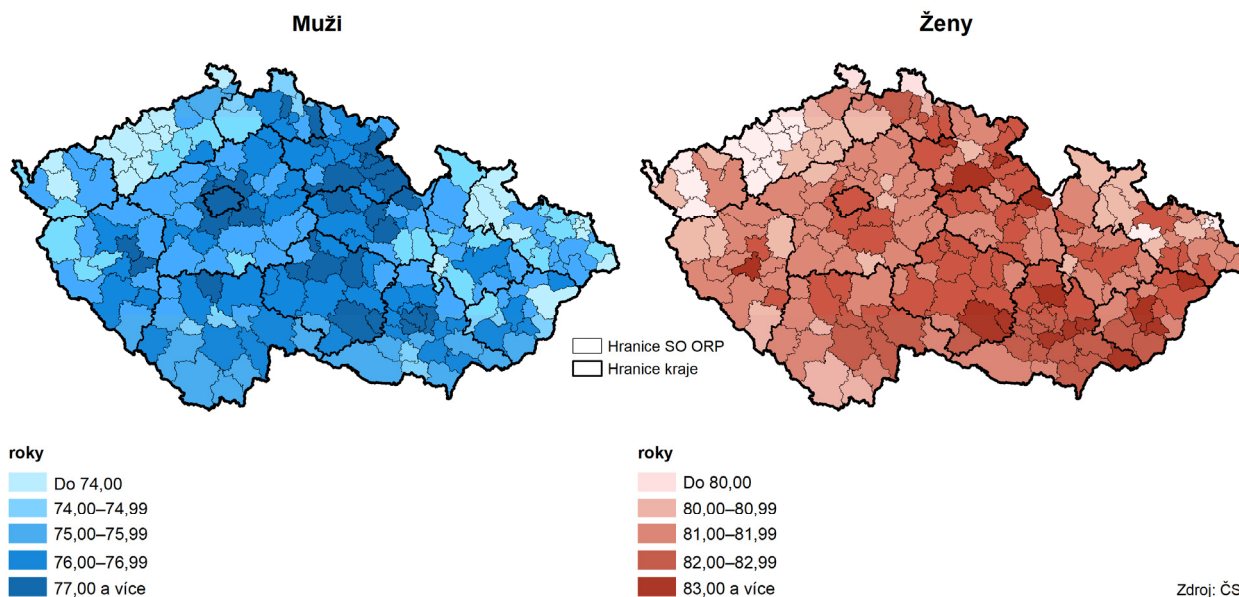 Muži
Ženy
Hranice SO ORP
Hranice kraje
roky
Do 74,00
74,00–74,99
75,00–75,99
76,00–76,99
77,00 a více
roky
Do 80,00
80,00–80,99
81,00–81,99
82,00–82,99
83,00 a více
Zdroj: ČS